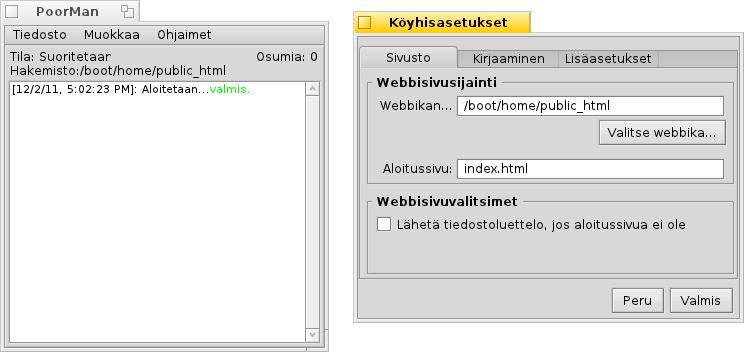 PoorMan
Tiedosto Muokkaa Ohjaimet
Tila: Suoritetaan Osumia: 0
Hakemisto:/boot/home/public_html
[12/2/11, 5:02:23 PM]: Aloitetaan...valmis.
Köyhisasetukset
Sivusto Kirjaaminen Lisäasetukset
Webbisivusijainti
Webbikan... /boot/home/public_html
Valitse webbika...
Aloitussivu: index.html
Webbisivuvalitsimet
Lähetä tiedostoluettelo, jos aloitussivua ei ole
Peru Valmis